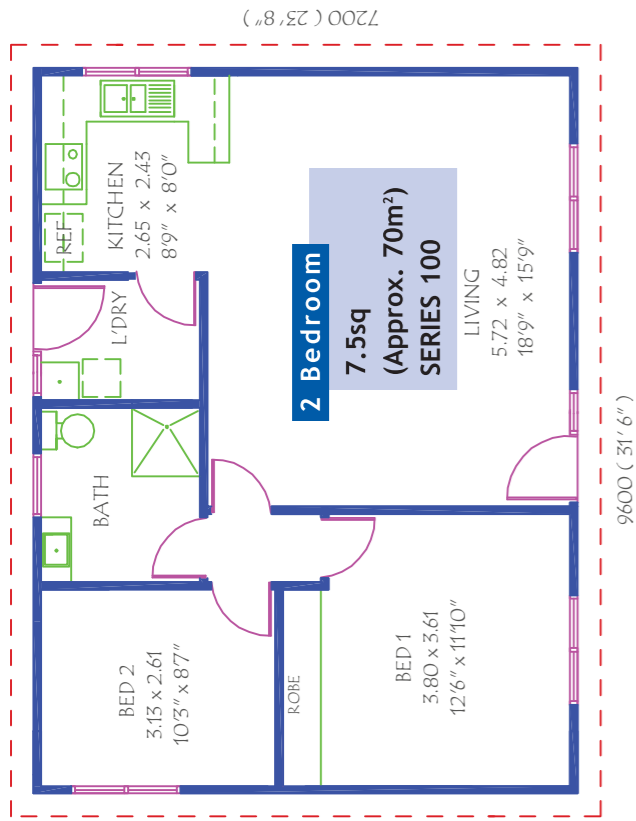 7200 ( 23' 8" )
REF
KITCHEN
2.65 x 2.43
8'9" x 8'0"
L'DRY
BATH
2 Bedroom
7.5sq
(Approx. 70m²)
SERIES 100
LIVING
5.72 x 4.82
18'9" x 15'9"
BED 2
3.13 x 2.61
10'3" x 8'7"
ROBE
BED 1
3.80 x 3.61
12'6" x 11'10"
9600 ( 31' 6" )